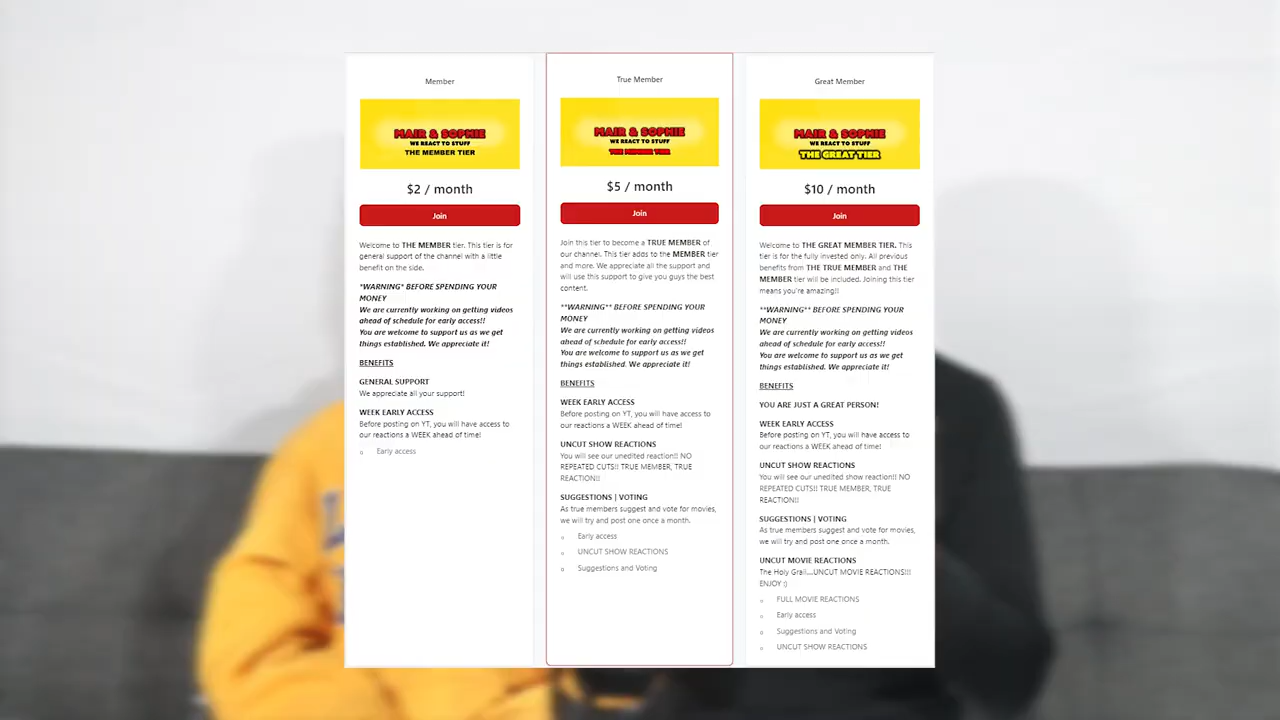 Member
MAIR & SOPHIE
WE REACT TO STUFF
THE MEMBER TIER
$2 / month
Join
Welcome to THE MEMBER tier. This tier is for
general support of the channel with a little
benefit on the side.
*WARNING* BEFORE SPENDING YOUR
MONEY
We are currently working on getting videos
ahead of schedule for early access!!
You are welcome to support us as we get
things established. We appreciate it!
BENEFITS
GENERAL SUPPORT
We appreciate all your support!
WEEK EARLY ACCESS
Before posting on YT, you will have access to
our reactions a WEEK ahead of time!
Early access
True Member
MAIR & SOPHIE
WE REACT TO STUFF
THE MEMBER TIER
$5 / month
Join
Join this tier to become a TRUE MEMBER of
our channel. This tier adds to the MEMBER tier
and more. We appreciate all the support and
will use this support to give you guys the best
content.
**WARNING** BEFORE SPENDING YOUR
MONEY
We are currently working on getting videos
ahead of schedule for early access!!
You are welcome to support us as we get
things established. We appreciate it!
BENEFITS
WEEK EARLY ACCESS
Before posting on YT, you will have access to
our reactions a WEEK ahead of time!
UNCUT SHOW REACTIONS
You will see our unedited reaction!! NO
REPEATED CUTS!! TRUE MEMBER, TRUE
REACTION!!
SUGGESTIONS | VOTING
As true members suggest and vote for movies,
we will try and post one once a month.
Early access
UNCUT SHOW REACTIONS
Suggestions and Voting
Great Member
MAIR & SOPHIE
WE REACT TO STUFF
THE GREAT TIER
$10 / month
Join
Welcome to THE GREAT MEMBER TIER. This
tier is for the fully invested only. All previous
benefits from THE TRUE MEMBER and THE
MEMBER tier will be included. Joining this tier
means you're amazing!!
**WARNING** BEFORE SPENDING YOUR
MONEY
We are currently working on getting videos
ahead of schedule for early access!!
You are welcome to support us as we get
things established. We appreciate it!
BENEFITS
YOU ARE JUST A GREAT PERSON!
WEEK EARLY ACCESS
Before posting on YT, you will have access to
our reactions a WEEK ahead of time!
UNCUT SHOW REACTIONS
You will see our unedited show reaction!! NO
REPEATED CUTS!! TRUE MEMBER, TRUE
REACTION!!
SUGGESTIONS | VOTING
As true members suggest and vote for movies,
we will try and post one once a month.
UNCUT MOVIE REACTIONS
The Holy Grail....UNCUT MOVIE REACTIONS!!!
ENJOY :)
FULL MOVIE REACTIONS
Early access
Suggestions and Voting
UNCUT SHOW REACTIONS